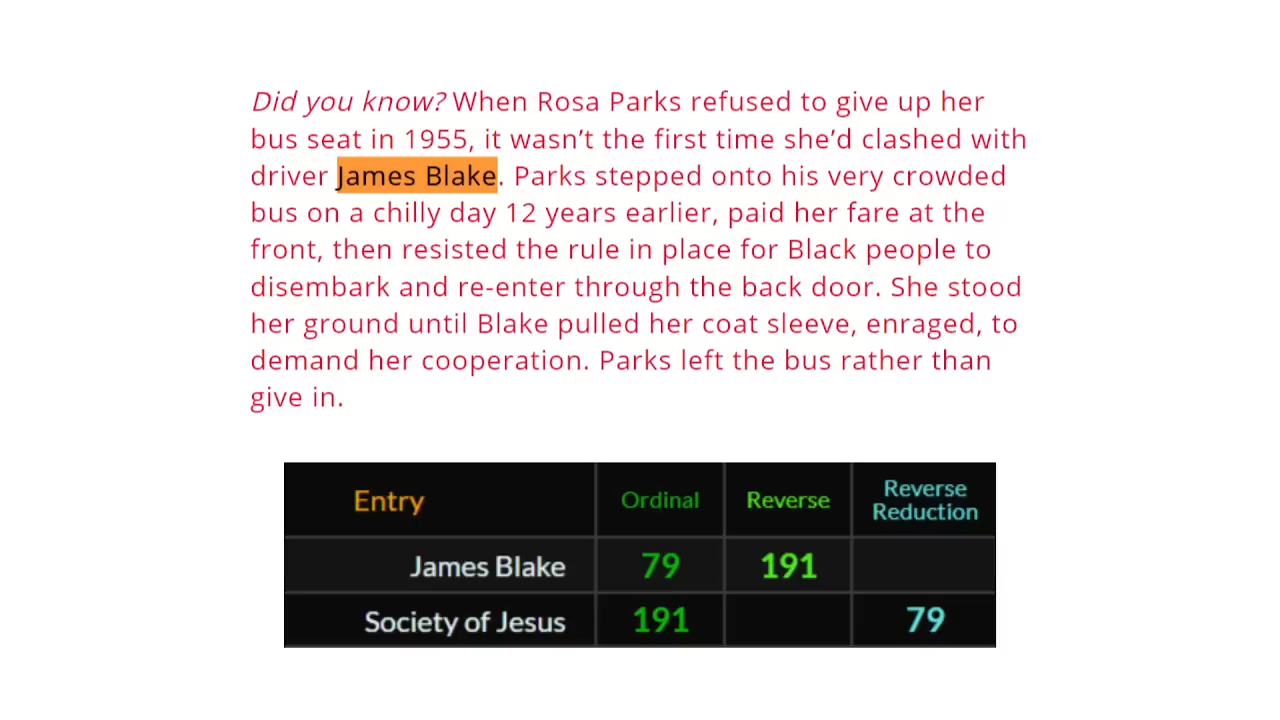 Did you know? When Rosa Parks refused to give up her
bus seat in 1955, it wasn’t the first time she’d clashed with
driver James Blake. Parks stepped onto his very crowded
bus on a chilly day 12 years earlier, paid her fare at the
front, then resisted the rule in place for Black people to
disembark and re-enter through the back door. She stood
her ground until Blake pulled her coat sleeve, enraged, to
demand her cooperation. Parks left the bus rather than
give in.
Entry Ordinal Reverse Reverse Reduction
James Blake 79 191
Society of Jesus 191 79